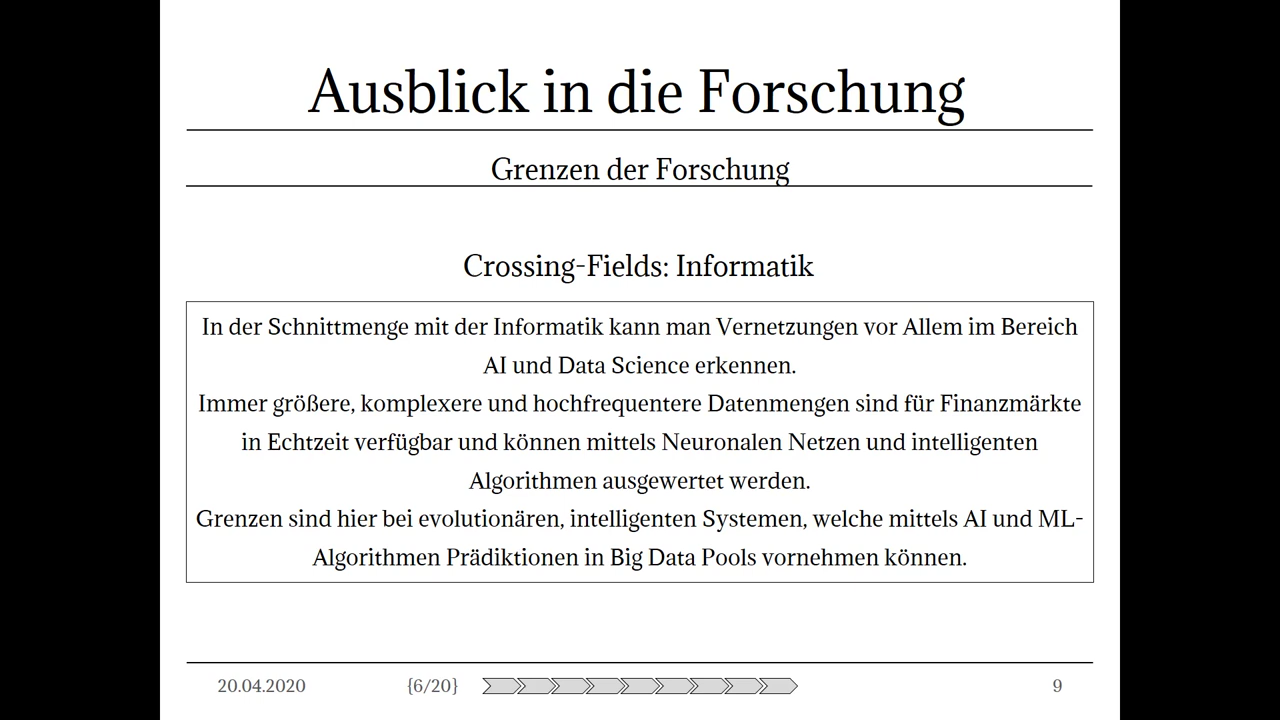 Ausblick in die Forschung
Grenzen der Forschung
Crossing-Fields: Informatik
In der Schnittmenge mit der Informatik kann man Vernetzungen vor Allem im Bereich
AI und Data Science erkennen.
Immer größere, komplexere und hochfrequentere Datenmengen sind für Finanzmärkte
in Echtzeit verfügbar und können mittels Neuronalen Netzen und intelligenten
Algorithmen ausgewertet werden.
Grenzen sind hier bei evolutionären, intelligenten Systemen, welche mittels AI und ML-
Algorithmen Prädiktionen in Big Data Pools vornehmen können.
20.04.2020 {6/20} 9